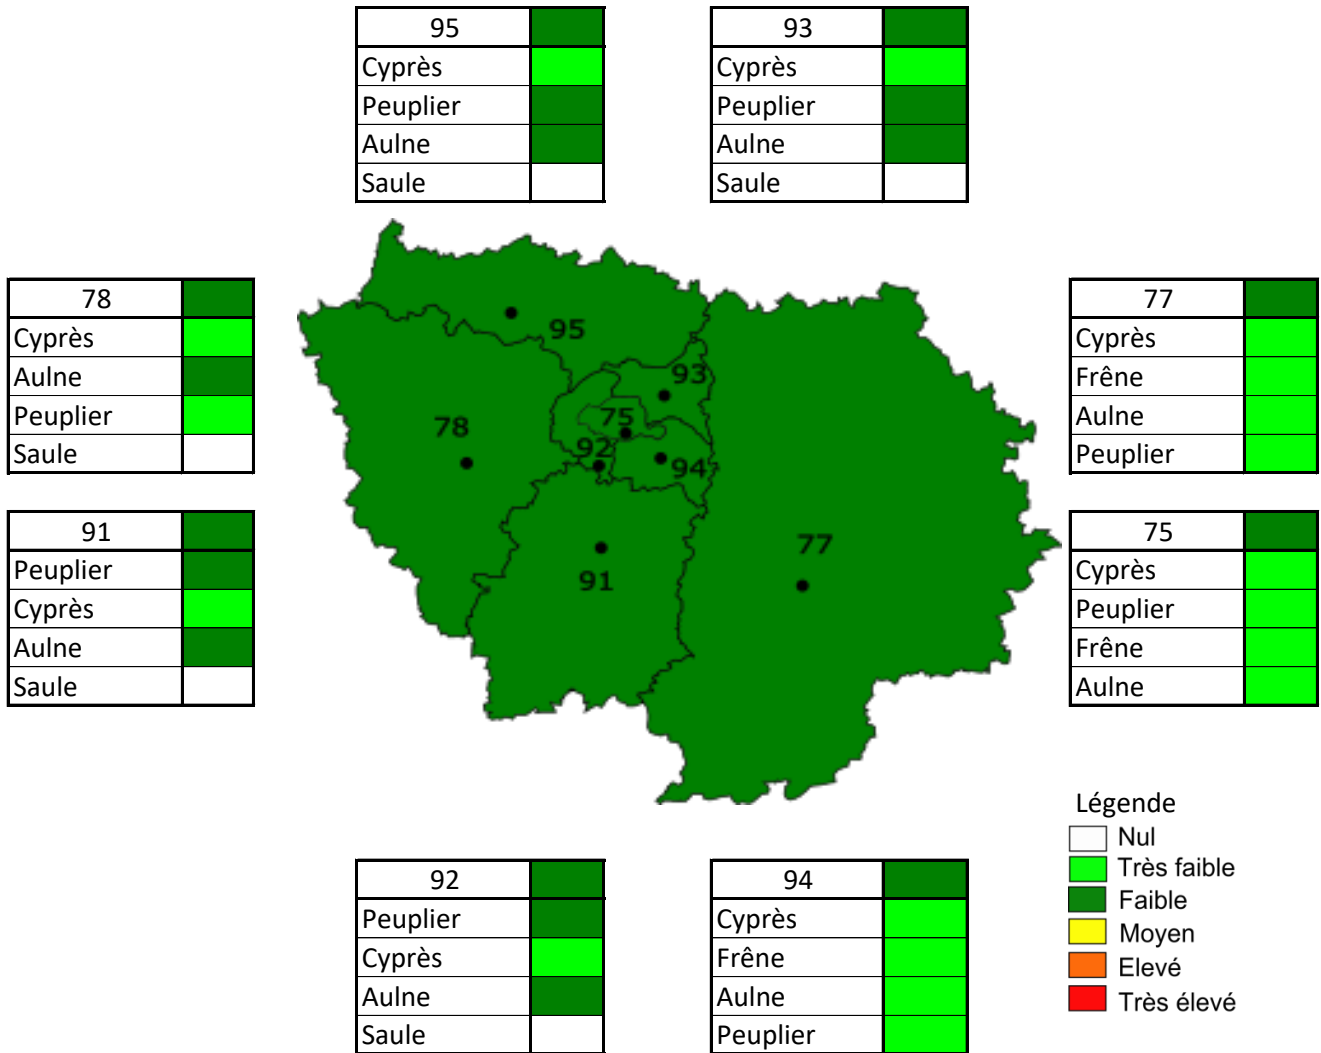 95
Cyprès
Peuplier
Aulne
Saule
93
Cyprès
Peuplier
Aulne
Saule
78
Cyprès
Aulne
Peuplier
Saule
91
Peuplier
Cyprès
Aulne
Saule
95
93
75
78
92
94
77
91
77
Cyprès
Frêne
Aulne
Peuplier
75
Cyprès
Peuplier
Frêne
Aulne
92
Peuplier
Cyprès
Aulne
Saule
94
Cyprès
Frêne
Aulne
Peuplier
Légende
Nul
Très faible
Faible
Moyen
Elevé
Très élevé